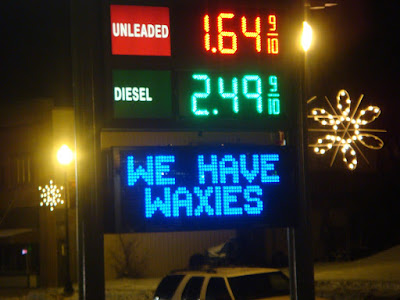 UNLEADED 1.64 9/10
DIESEL 2.49 9/10
WE HAVE
WAXIES